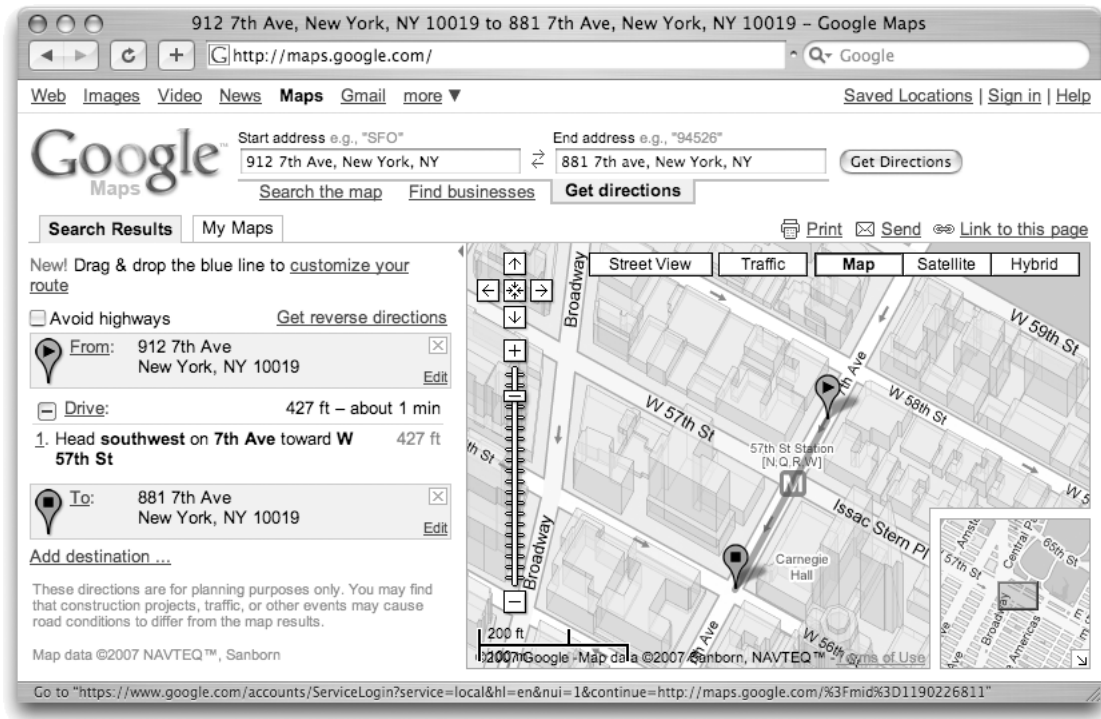 912 7th Ave, New York, NY 10019 to 881 7th Ave, New York, NY 10019 – Google Maps
http://maps.google.com/
Google
Web Images Video News Maps Gmail more ▼
Saved Locations | Sign in | Help
Google™
Maps
Start address e.g., "SFO"
End address e.g., "94526"
912 7th Ave, New York, NY
881 7th ave, New York, NY
Get Directions
Search the map Find businesses Get directions
Search Results My Maps
Print Send Link to this page
New! Drag & drop the blue line to customize your
route
Avoid highways Get reverse directions
From: 912 7th Ave
New York, NY 10019
Edit
Drive: 427 ft – about 1 min
1. Head southwest on 7th Ave toward W 427 ft
57th St
To: 881 7th Ave
New York, NY 10019
Edit
Add destination ...
These directions are for planning purposes only. You may find
that construction projects, traffic, or other events may cause
road conditions to differ from the map results.
Map data ©2007 NAVTEQ™, Sanborn
Street View Traffic Map Satellite Hybrid
Broadway
W 59th St
7th Ave
W 58th St
W 57th St
57th St Station
[N,Q,R,W]
M
th St
W 5
Issac Stern Pl
Broadway
Carnegie
Hall
W 56th St
7th Ave
200 ft
©2007 Google - Map data ©2007 Sanborn, NAVTEQ™ - Terms of Use
Amst
Central Pa
65th St
57th St
Broadway
Americas
Ave
Go to "https://www.google.com/accounts/ServiceLogin?service=local&hl=en&nui=1&continue=http://maps.google.com/%3Fmid%3D1190226811"